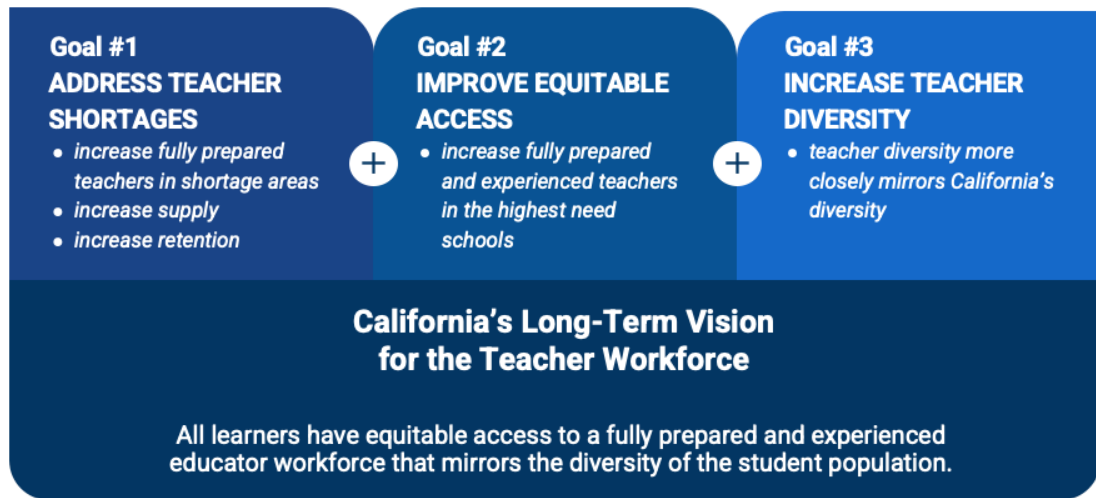 Goal #1
ADDRESS TEACHER
SHORTAGES
• increase fully prepared
teachers in shortage areas
• increase supply
• increase retention
+
Goal #2
IMPROVE EQUITABLE
ACCESS
• increase fully prepared
and experienced teachers
in the highest need
schools
+
Goal #3
INCREASE TEACHER
DIVERSITY
• teacher diversity more
closely mirrors California’s
diversity
California’s Long-Term Vision
for the Teacher Workforce
All learners have equitable access to a fully prepared and experienced
educator workforce that mirrors the diversity of the student population.